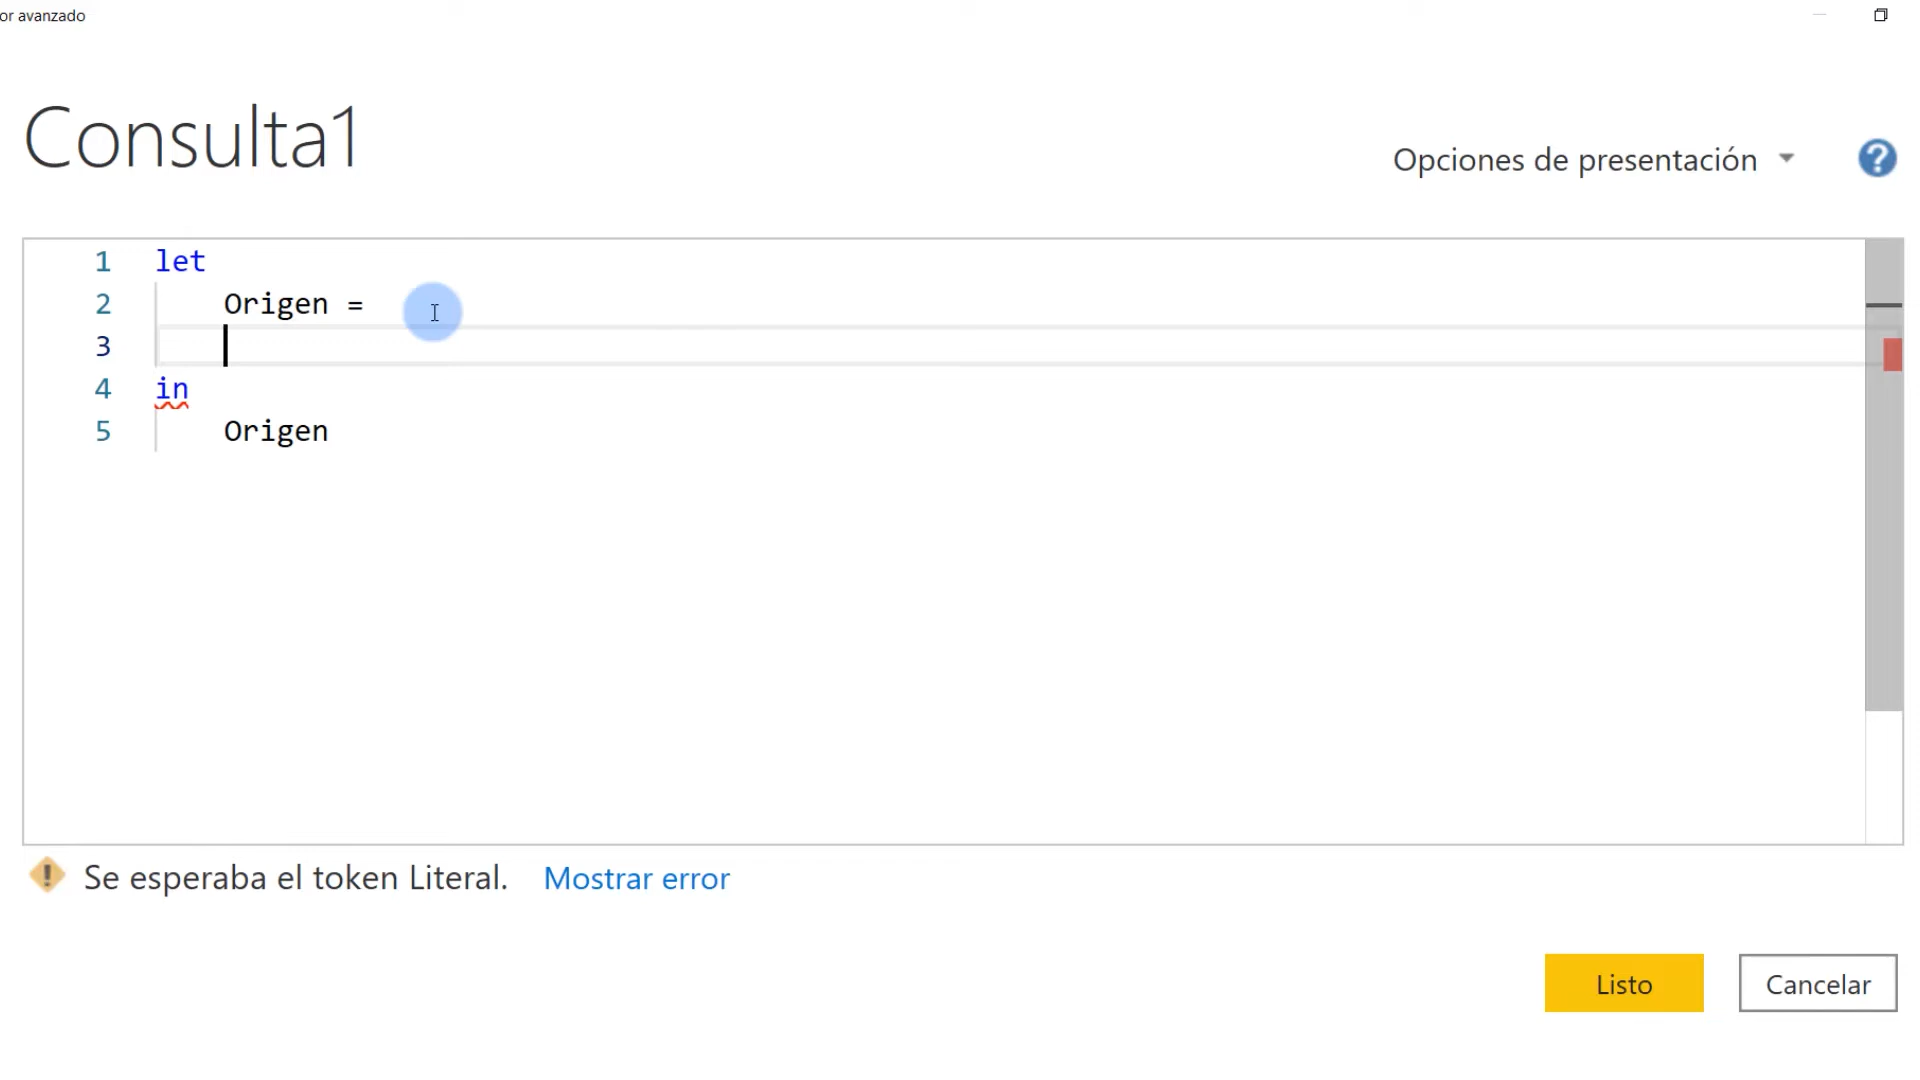 or avanzado
Consulta1
Opciones de presentación
?
1 let
2 Origen =
3
4 in
5 Origen
! Se esperaba el token Literal. Mostrar error
Listo Cancelar